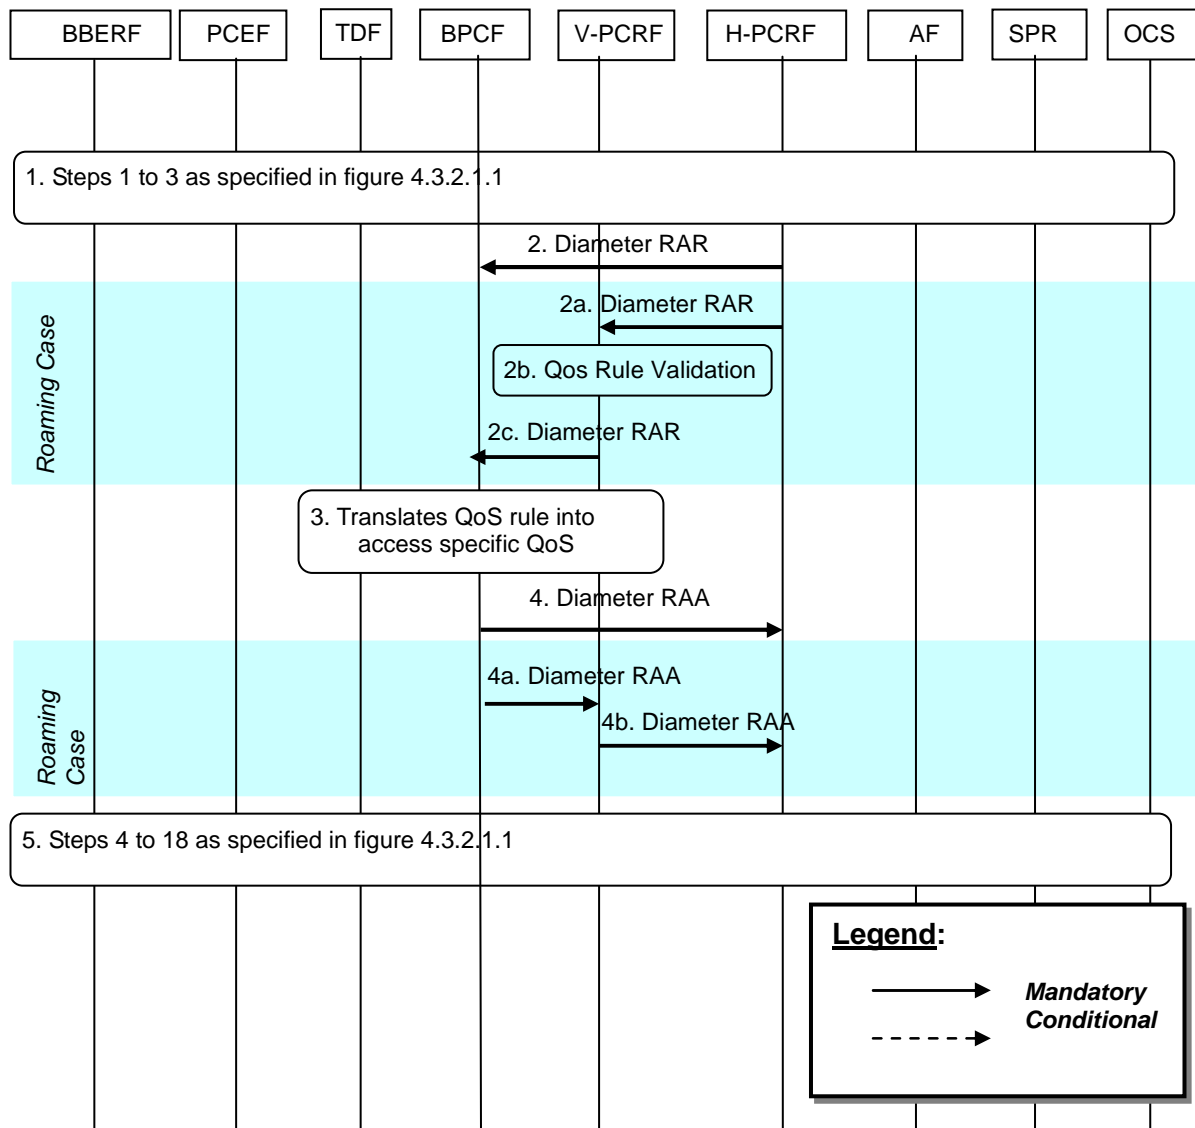 BBERF
PCEF
TDF
BPCF
V-PCRF
H-PCRF
AF
SPR
OCS
1. Steps 1 to 3 as specified in figure 4.3.2.1.1
2. Diameter RAR
Roaming Case
2a. Diameter RAR
2b. Qos Rule Validation
2c. Diameter RAR
3. Translates QoS rule into
access specific QoS
4. Diameter RAA
Roaming
Case
4a. Diameter RAA
4b. Diameter RAA
5. Steps 4 to 18 as specified in figure 4.3.2.1.1
Legend:
Mandatory
Conditional